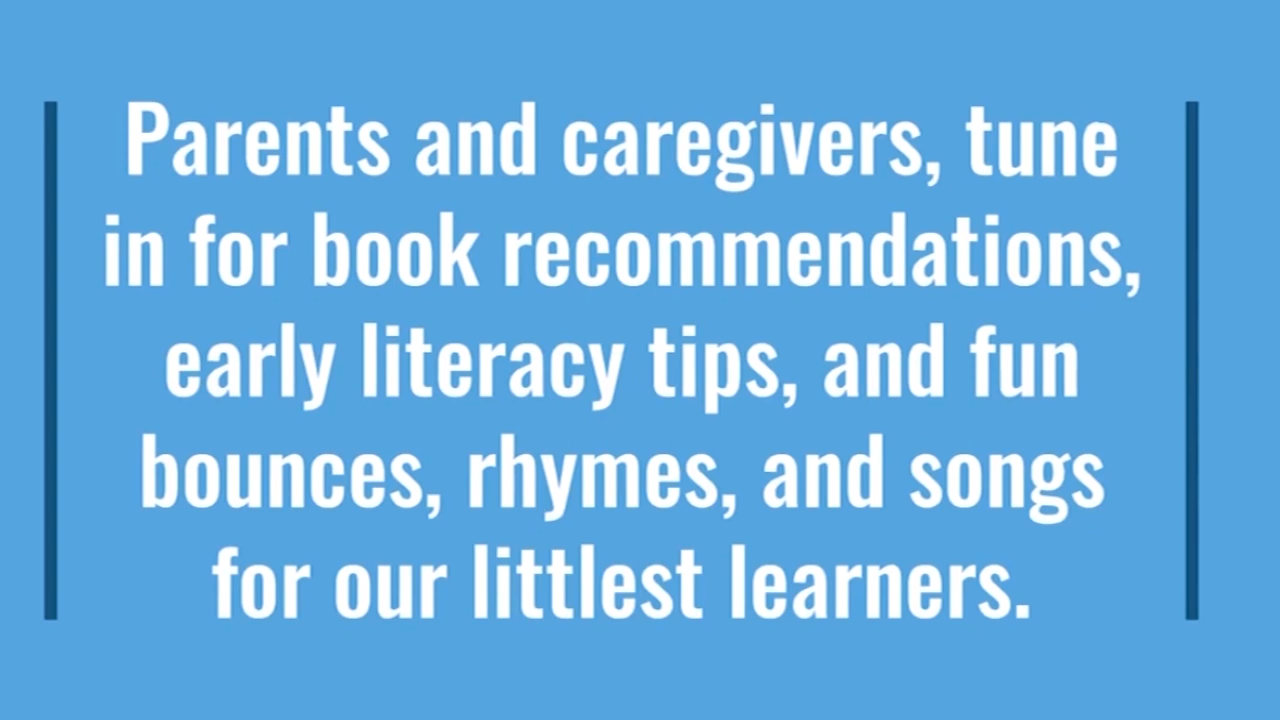 Parents and caregivers, tune
in for book recommendations,
early literacy tips, and fun
bounces, rhymes, and songs
for our littlest learners.